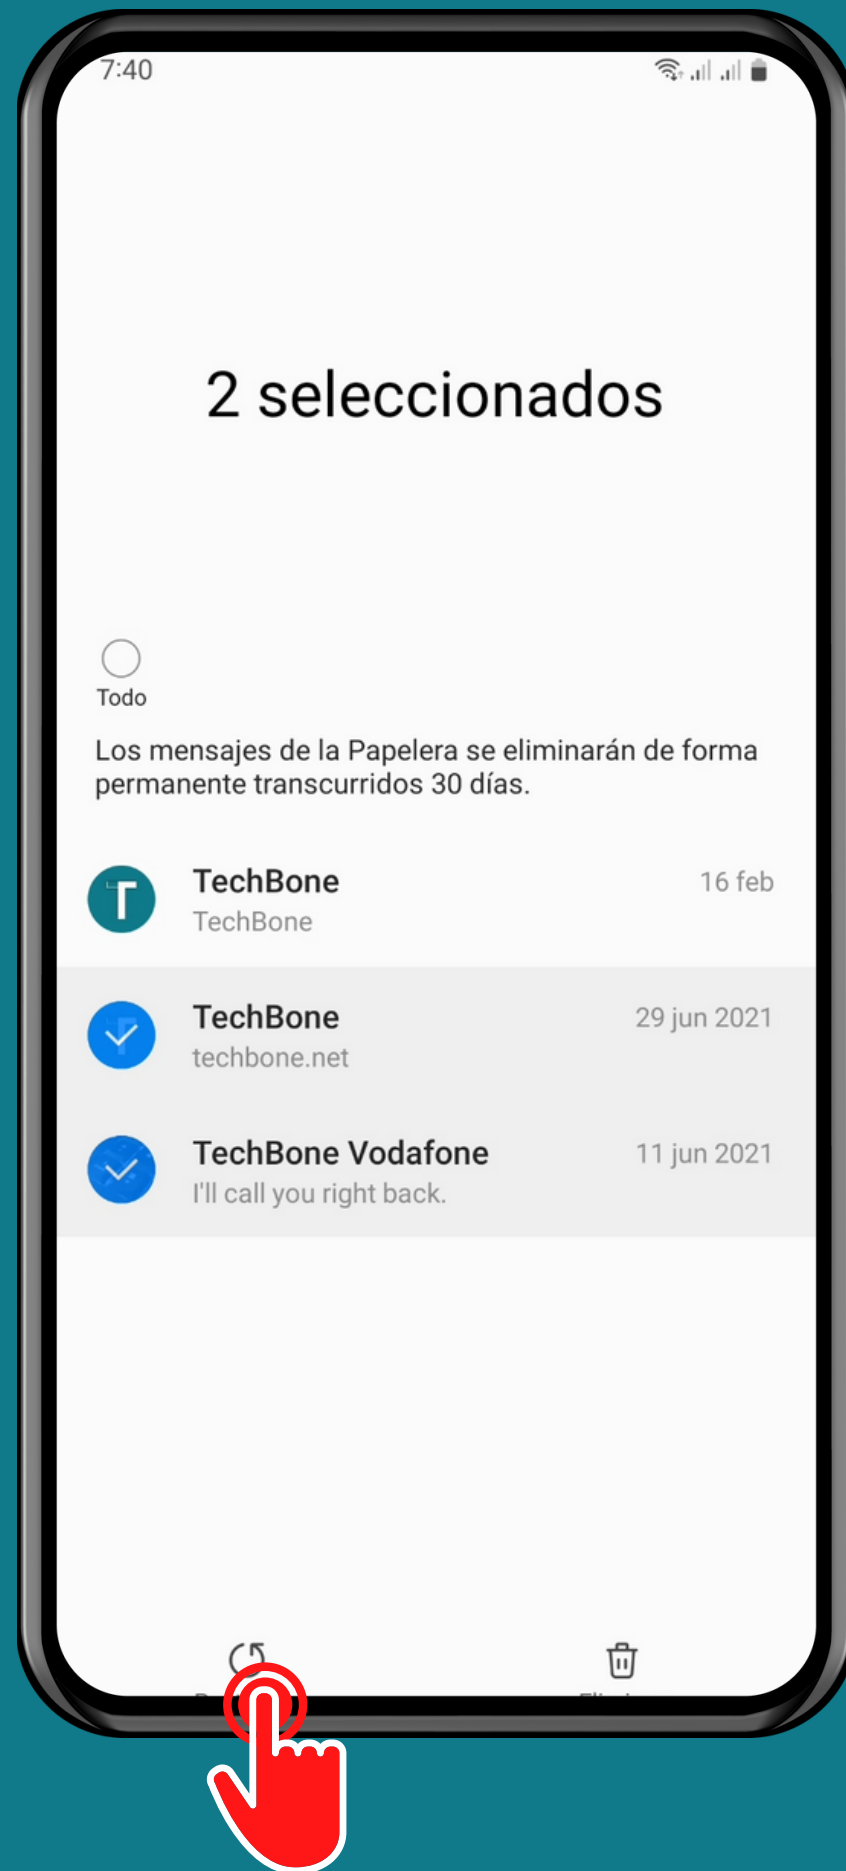 7:40
2 seleccionados
Todo
Los mensajes de la Papelera se eliminarán de forma
permanente transcurridos 30 días.
T
TechBone
16 feb
TechBone
TechBone
29 jun 2021
techbone.net
TechBone Vodafone
11 jun 2021
I'll call you right back.